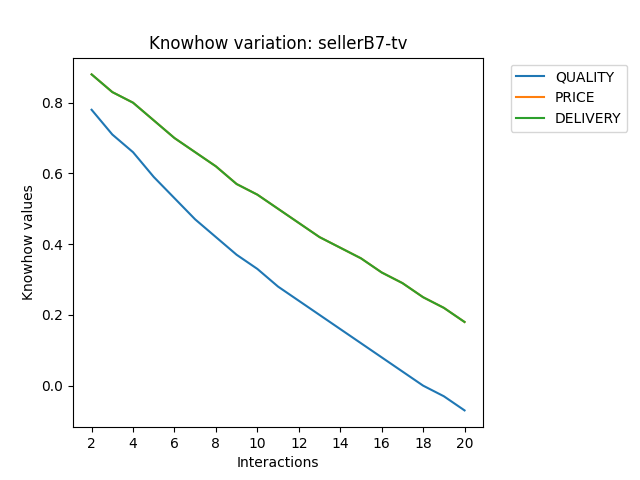 Knowhow variation: sellerB7-tv
QUALITY
PRICE
DELIVERY
Knowhow values
0.8
0.6
0.4
0.2
0.0
2 4 6 8 10 12 14 16 18 20
Interactions